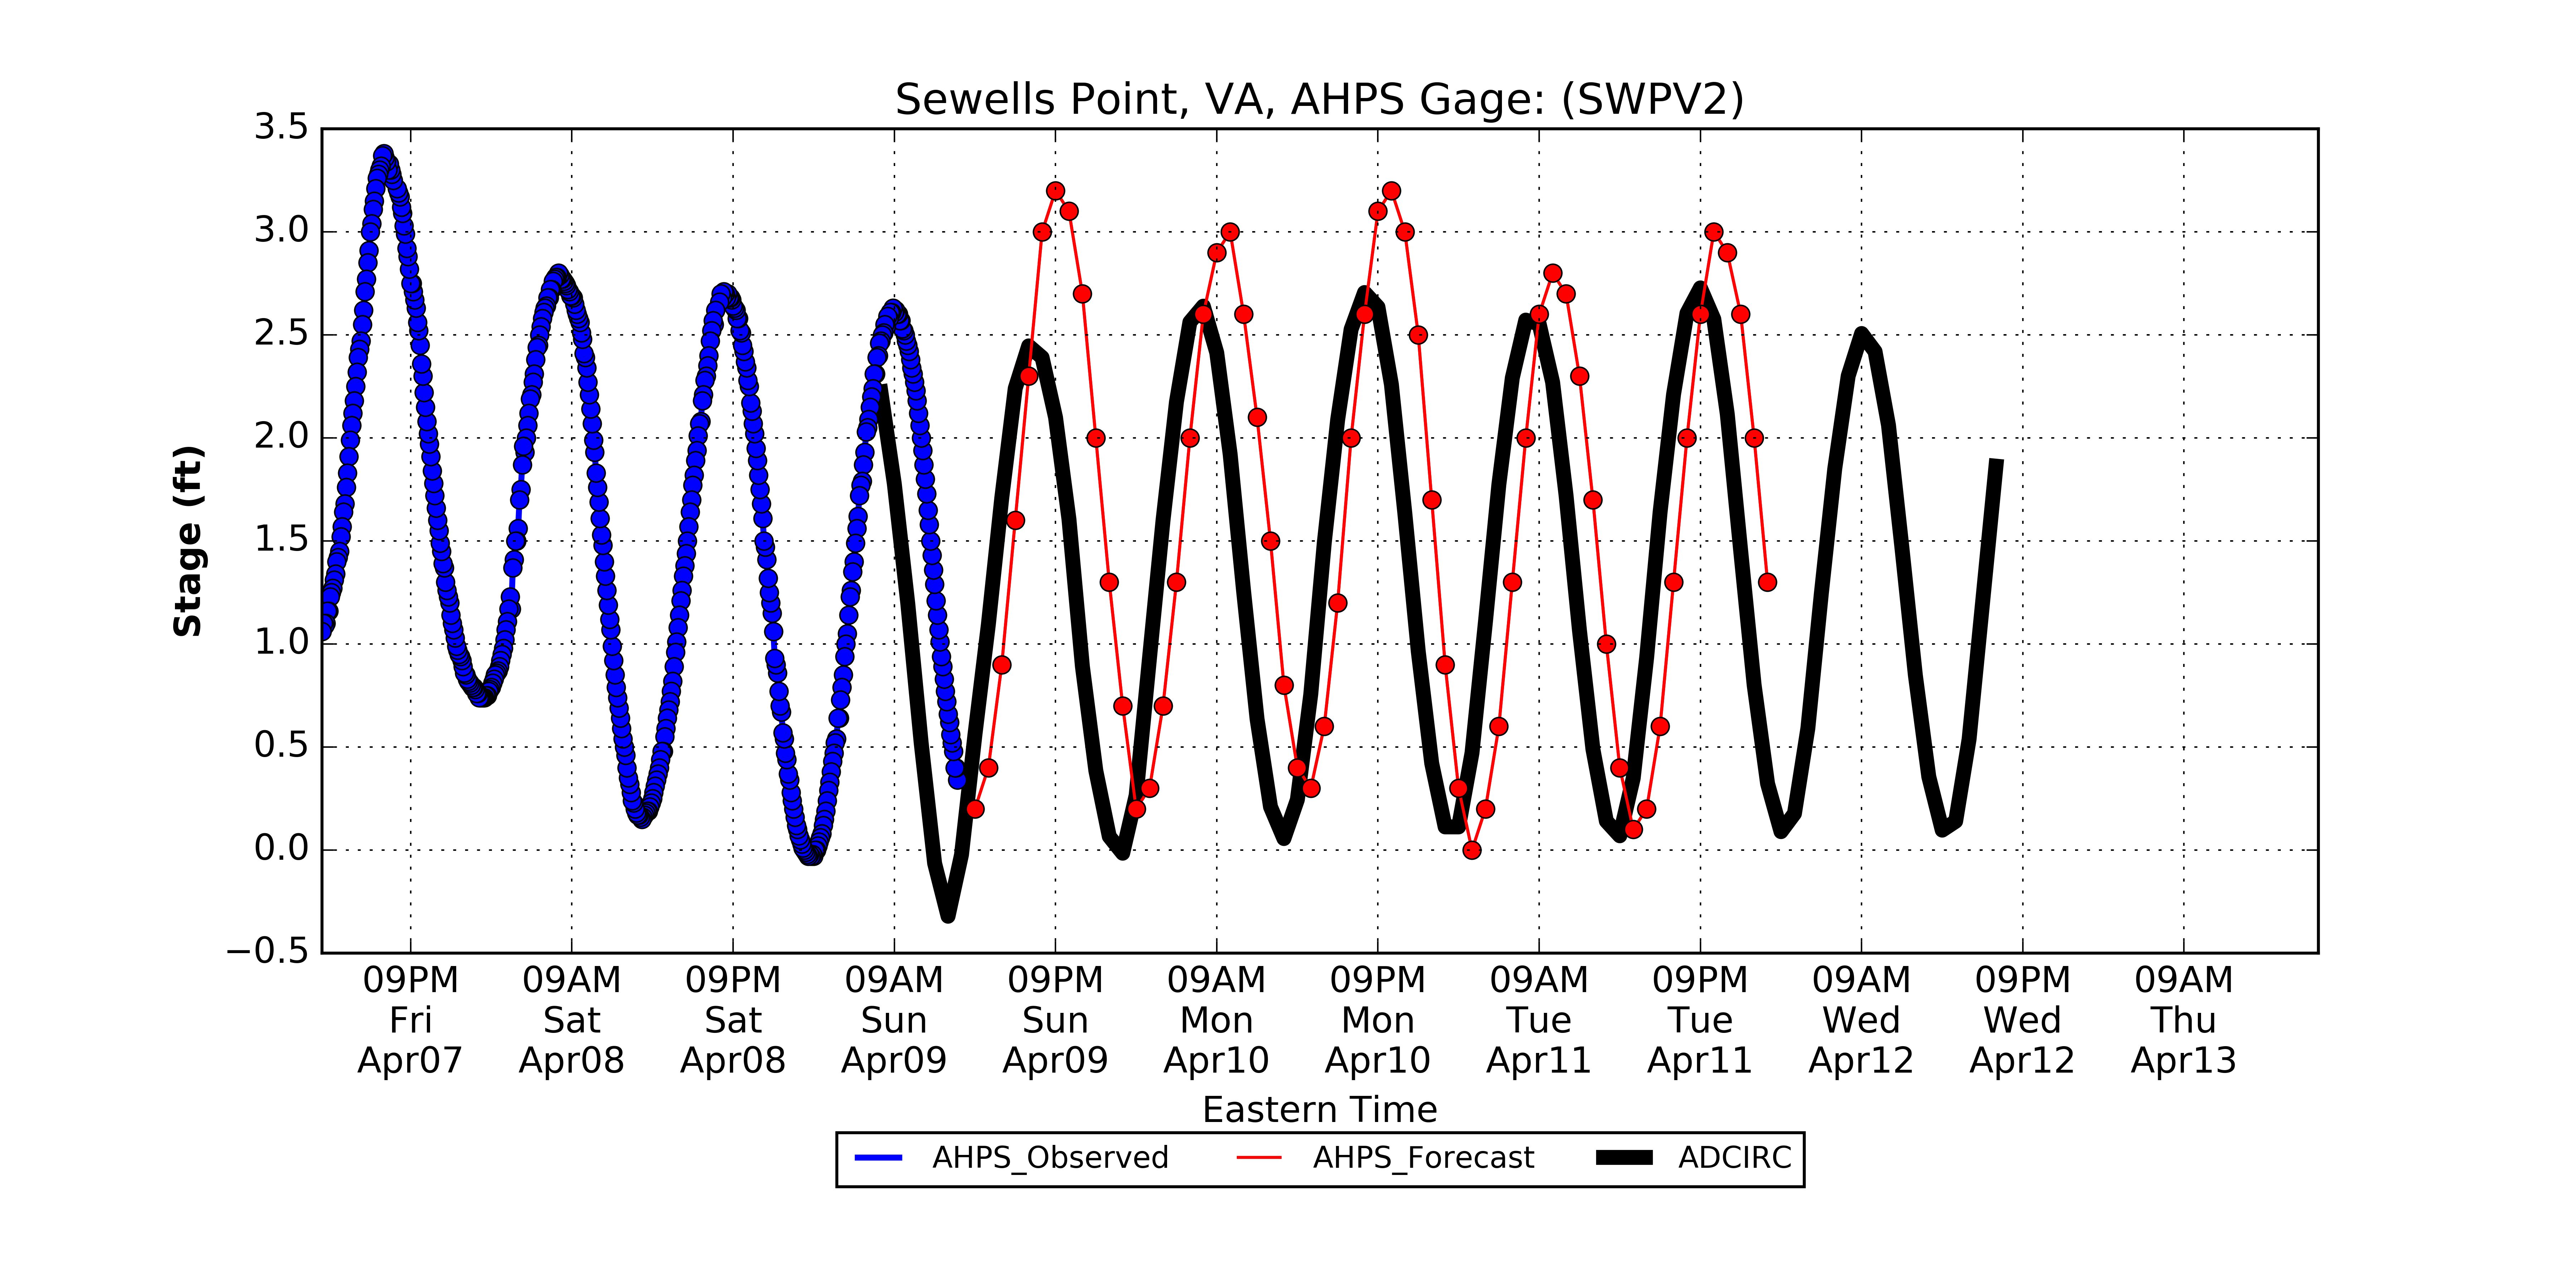 Sewells Point, VA, AHPS Gage: (SWPV2)
Stage (ft)
3.5
3.0
2.5
2.0
1.5
1.0
0.5
0.0
−0.5
09PM 09AM 09PM 09AM 09PM 09AM 09PM 09AM 09PM 09AM 09PM 09AM
Fri Sat Sat Sun Sun Mon Mon Tue Tue Wed Wed Thu
Apr07 Apr08 Apr08 Apr09 Apr09 Apr10 Apr10 Apr11 Apr11 Apr12 Apr12 Apr13
Eastern Time
AHPS_Observed AHPS_Forecast ADCIRC